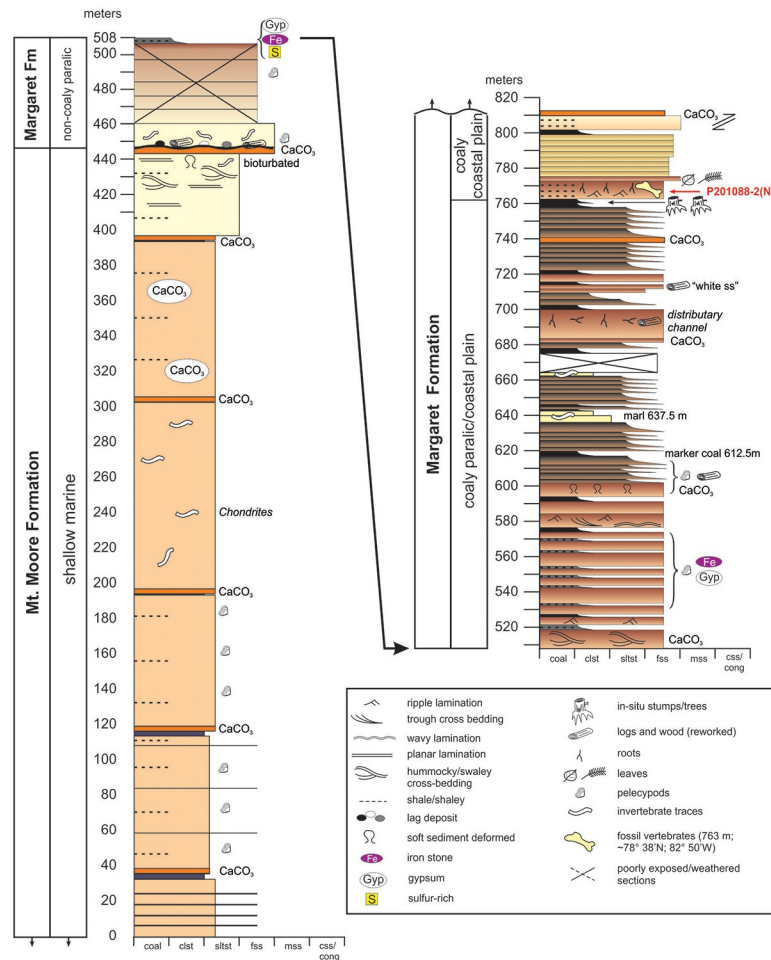 meters
508
500
480
460
440
420
400
380
360
340
320
300
280
260
240
220
200
180
160
140
120
100
80
60
40
20
0
Margaret Fm
non-coaly paralic
Mt. Moore Formation
shallow marine
Gyp
Fe
S
CaCO₃
bioturbated
CaCO₃
CaCO₃
CaCO₃
CaCO₃
Chondrites
CaCO₃
CaCO₃
CaCO₃
coal clst sltst fss mss css/
cong
meters
820
800
780
760
740
720
700
680
660
640
620
600
580
560
540
520
Margaret Formation
coaly
coastal plain
coaly paralic/coastal plain
CaCO₃
P201088-2(N
CaCO₃
"white ss"
distributary
channel
CaCO₃
marl 637.5 m
marker coal 612.5m
CaCO₃
Fe
Gyp
CaCO₃
coal clst sltst fss mss css/
cong
ripple lamination
trough cross bedding
wavy lamination
planar lamination
hummocky/swaley
cross-bedding
shale/shaley
lag deposit
soft sediment deformed
Fe iron stone
Gyp gypsum
S sulfur-rich
in-situ stumps/trees
logs and wood (reworked)
roots
leaves
pelecypods
invertebrate traces
fossil vertebrates (763 m;
~78° 38'N; 82° 50'W)
poorly exposed/weathered
sections